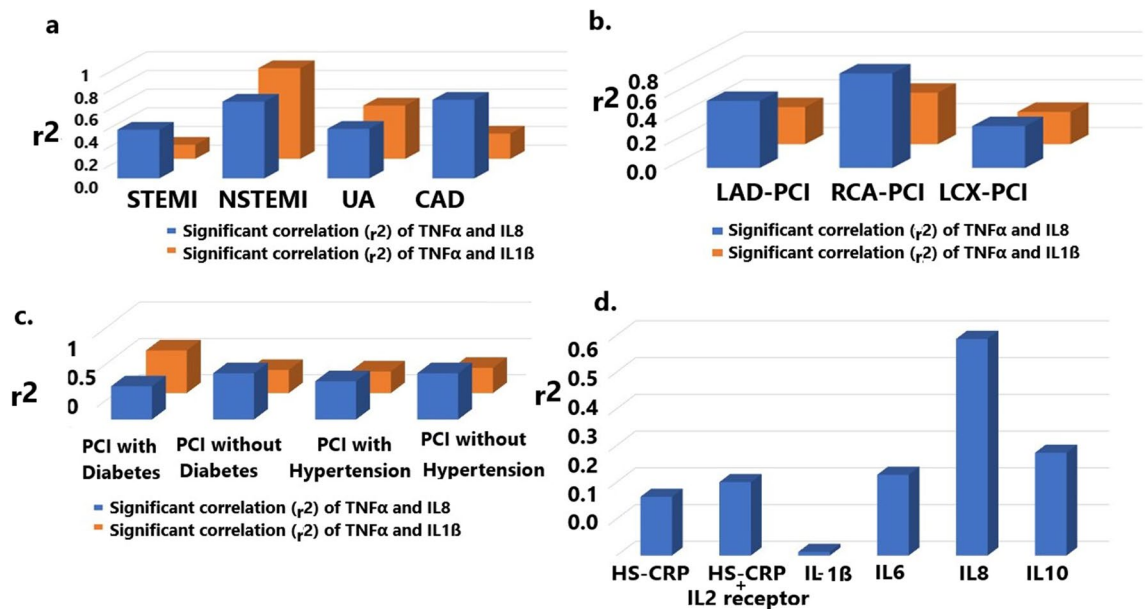 a
1
0.8
0.6
0.4
0.2
0.0
r2
STEMI NSTEMI UA CAD
Significant correlation (r2) of TNFα and IL8
Significant correlation (r2) of TNFα and IL1ß
b.
0.8
0.6
0.4
0.2
0.0
r2
LAD-PCI RCA-PCI LCX-PCI
Significant correlation (r2) of TNFα and IL8
Significant correlation (r2) of TNFα and IL1ß
c.
1
0.5
0
r2
PCI with Diabetes
PCI without Diabetes
PCI with Hypertension
PCI without Hypertension
Significant correlation (r2) of TNFα and IL8
Significant correlation (r2) of TNFα and IL1ß
d.
0.6
0.5
0.4
0.3
0.2
0.1
0.0
r2
HS-CRP
HS-CRP + IL2 receptor
IL-1ß
IL6
IL8
IL10